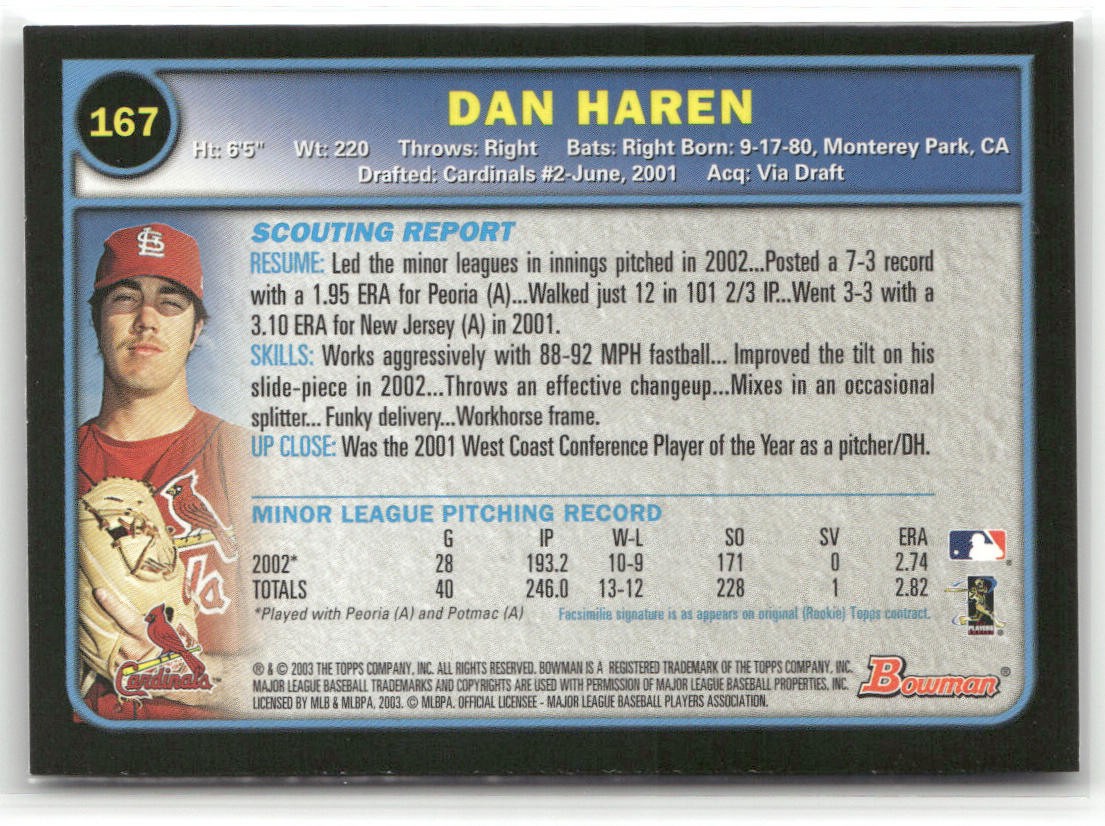 167
DAN HAREN
Ht: 6'5" Wt: 220 Throws: Right Bats: Right Born: 9-17-80, Monterey Park, CA
Drafted: Cardinals #2-June, 2001 Acq: Via Draft
SCOUTING REPORT
RESUME: Led the minor leagues in innings pitched in 2002...Posted a 7-3 record
with a 1.95 ERA for Peoria (A)...Walked just 12 in 101 2/3 IP...Went 3-3 with a
3.10 ERA for New Jersey (A) in 2001.
SKILLS: Works aggressively with 88-92 MPH fastball... Improved the tilt on his
slide-piece in 2002...Throws an effective changeup...Mixes in an occasional
splitter... Funky delivery...Workhorse frame.
UP CLOSE: Was the 2001 West Coast Conference Player of the Year as a pitcher/DH.
MINOR LEAGUE PITCHING RECORD
G IP W-L SO SV ERA
2002* 28 193.2 10-9 171 0 2.74
TOTALS 40 246.0 13-12 228 1 2.82
*Played with Peoria (A) and Potmac (A) Facsimilie signature is as appears on original (Rookie) Topps contract.
PLAYERS
CHOICE
StL
Cardinals™
® & © 2003 THE TOPPS COMPANY, INC. ALL RIGHTS RESERVED. BOWMAN IS A REGISTERED TRADEMARK OF THE TOPPS COMPANY, INC.
MAJOR LEAGUE BASEBALL TRADEMARKS AND COPYRIGHTS ARE USED WITH PERMISSION OF MAJOR LEAGUE BASEBALL PROPERTIES, INC.
LICENSED BY MLB & MLBPA, 2003. © MLBPA. OFFICIAL LICENSEE - MAJOR LEAGUE BASEBALL PLAYERS ASSOCIATION.
Bowman®